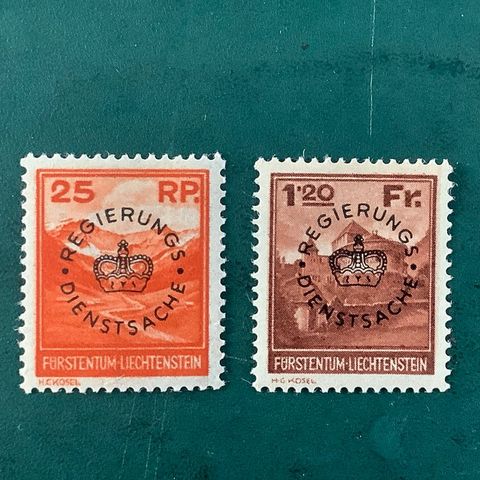 25 RP.
REGIERUNGS
DIENSTSACHE
FÜRSTENTUM·LIECHTENSTEIN
H.C.KOSEL
1·20 Fr.
REGIERUNGS
DIENSTSACHE
FÜRSTENTUM·LIECHTENSTEIN
H·C·KOSEL